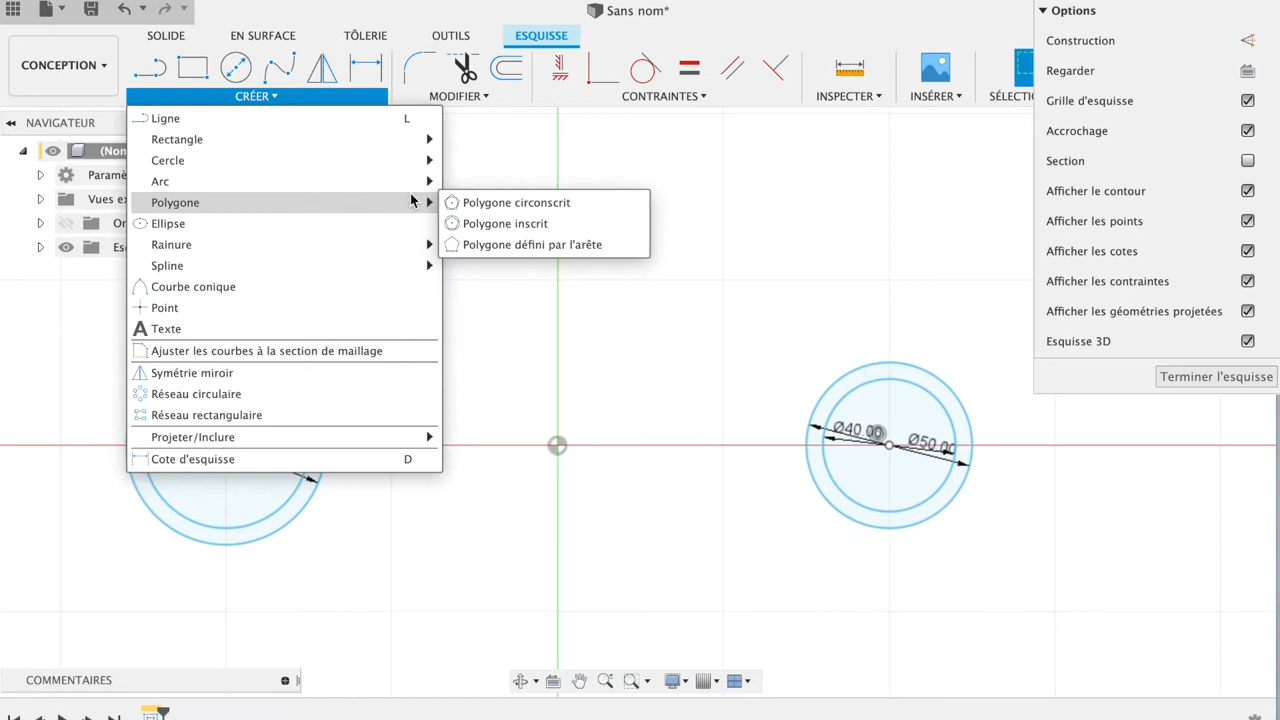 Sans nom*
SOLIDE
EN SURFACE
TÔLERIE
OUTILS
ESQUISSE
CONCEPTION
CRÉER
MODIFIER
CONTRAINTES
INSPECTER
INSÉRER
NAVIGATEUR
Ligne L
Rectangle
Cercle
Arc
Polygone
Ellipse
Rainure
Spline
Courbe conique
Point
A Texte
Ajuster les courbes à la section de maillage
Symétrie miroir
Réseau circulaire
Réseau rectangulaire
Projeter/Inclure
Cote d'esquisse D
Polygone circonscrit
Polygone inscrit
Polygone défini par l'arête
Options
Construction
Regarder
Grille d'esquisse
Accrochage
Section
Afficher le contour
Afficher les points
Afficher les cotes
Afficher les contraintes
Afficher les géométries projetées
Esquisse 3D
Terminer l'esquisse
Ø40.00
Ø50.00
COMMENTAIRES